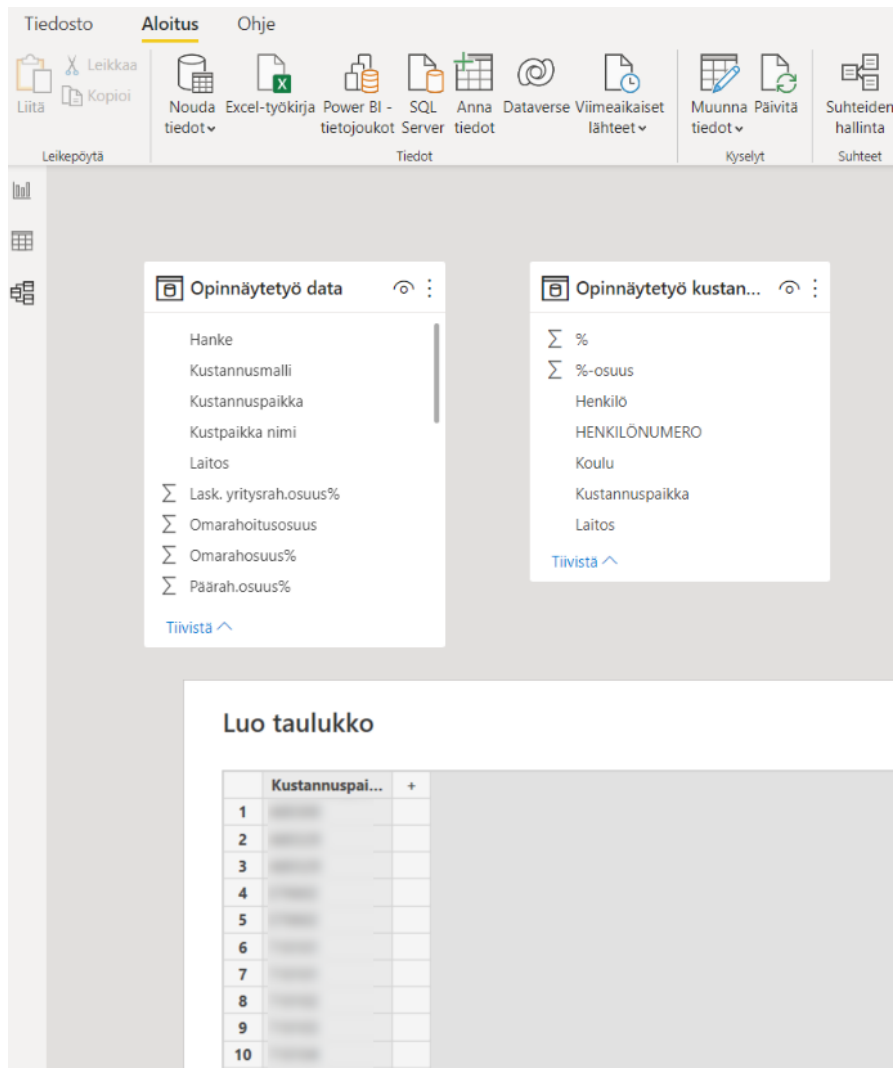 Tiedosto Aloitus Ohje
Leikkaa
Kopioi
Liitä
Nouda tiedot
Excel-työkirja
Power BI - tietojoukot
SQL Server
Anna tiedot
Dataverse
Viimeaikaiset lähteet
Muunna tiedot
Päivitä
Suhteiden hallinta
Leikepöytä Tiedot Kyselyt Suhteet
Opinnäytetyö data
Hanke
Kustannusmalli
Kustannuspaikka
Kustpaikka nimi
Laitos
Σ Lask. yritysrah.osuus%
Σ Omarahoitusosuus
Σ Omarahosuus%
Σ Päärah.osuus%
Tiivistä
Opinnäytetyö kustan...
Σ %
Σ %-osuus
Henkilö
HENKILÖNUMERO
Koulu
Kustannuspaikka
Laitos
Tiivistä
Luo taulukko
Kustannuspai... +
1
2
3
4
5
6
7
8
9
10